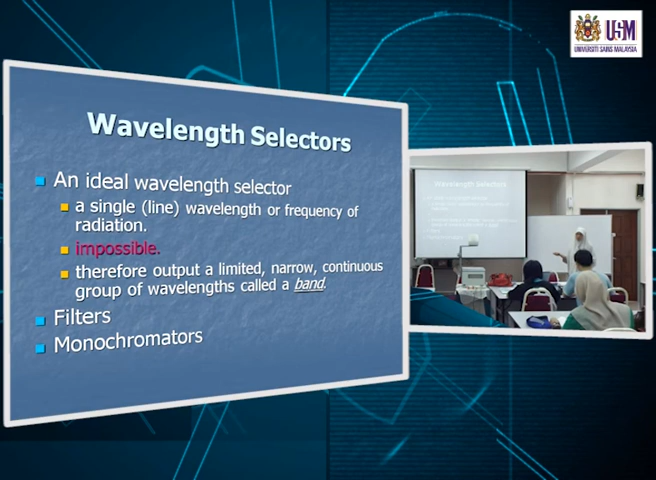 USM
UNIVERSITI SAINS MALAYSIA
Wavelength Selectors
An ideal wavelength selector
a single (line) wavelength or frequency of
radiation.
impossible.
therefore output a limited, narrow, continuous
group of wavelengths called a band.
Filters
Monochromators
Wavelength Selectors